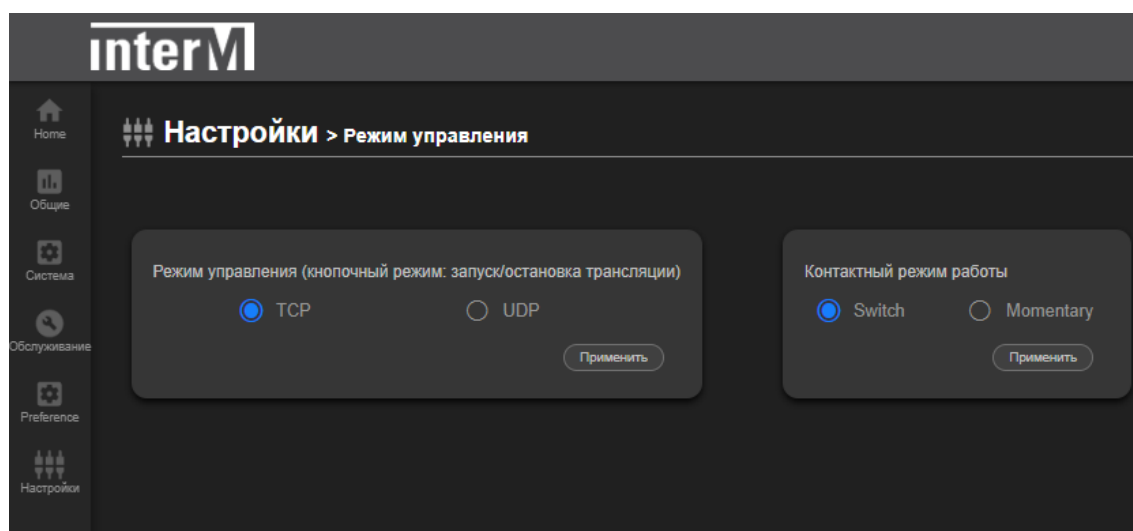 interM
Home
Настройки > Режим управления
Общие
Система
Обслуживание
Preference
Настройки
Режим управления (кнопочный режим: запуск/остановка трансляции)
TCP
UDP
Применить
Контактный режим работы
Switch
Momentary
Применить